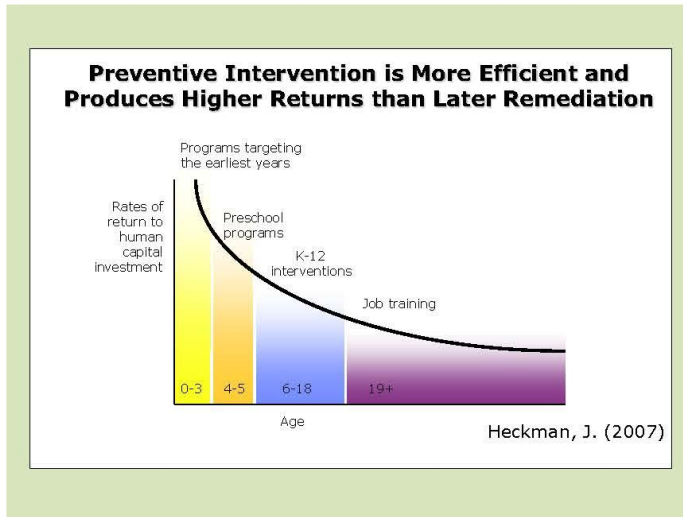 Preventive Intervention is More Efficient and
Produces Higher Returns than Later Remediation
Programs targeting
the earliest years
Rates of
return to
human
capital
investment
Preschool
programs
K-12
interventions
Job training
0-3
4-5
6-18
19+
Age
Heckman, J. (2007)